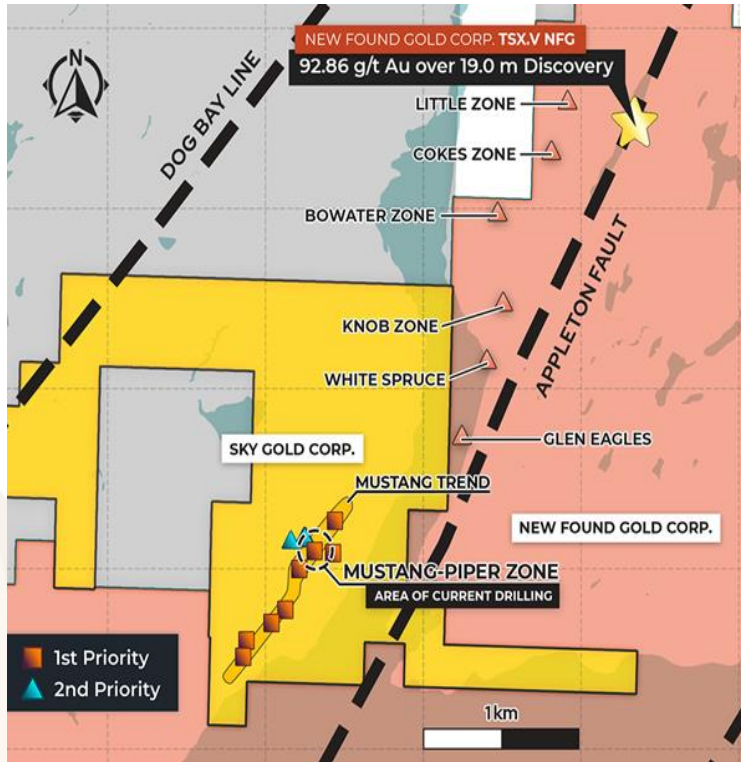 NEW FOUND GOLD CORP. TSX.V NFG
92.86 g/t Au over 19.0 m Discovery
N
DOG BAY LINE
LITTLE ZONE
COKES ZONE
BOWATER ZONE
APPLETON FAULT
KNOB ZONE
WHITE SPRUCE
GLEN EAGLES
SKY GOLD CORP.
MUSTANG TREND
NEW FOUND GOLD CORP.
MUSTANG-PIPER ZONE
AREA OF CURRENT DRILLING
1st Priority
2nd Priority
1km